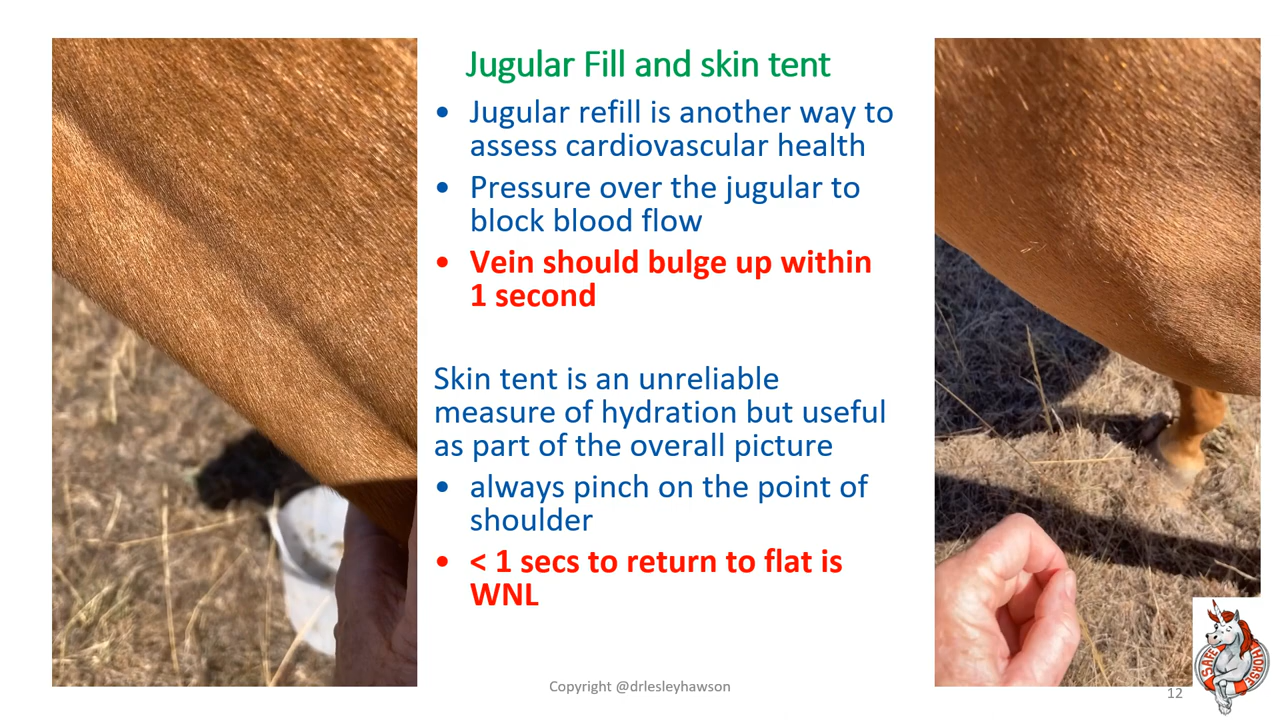 Jugular Fill and skin tent
• Jugular refill is another way to
assess cardiovascular health
• Pressure over the jugular to
block blood flow
• Vein should bulge up within
1 second
Skin tent is an unreliable
measure of hydration but useful
as part of the overall picture
• always pinch on the point of
shoulder
• < 1 secs to return to flat is
WNL
Copyright @drlesleyhawson
12
SAFE
HORSE